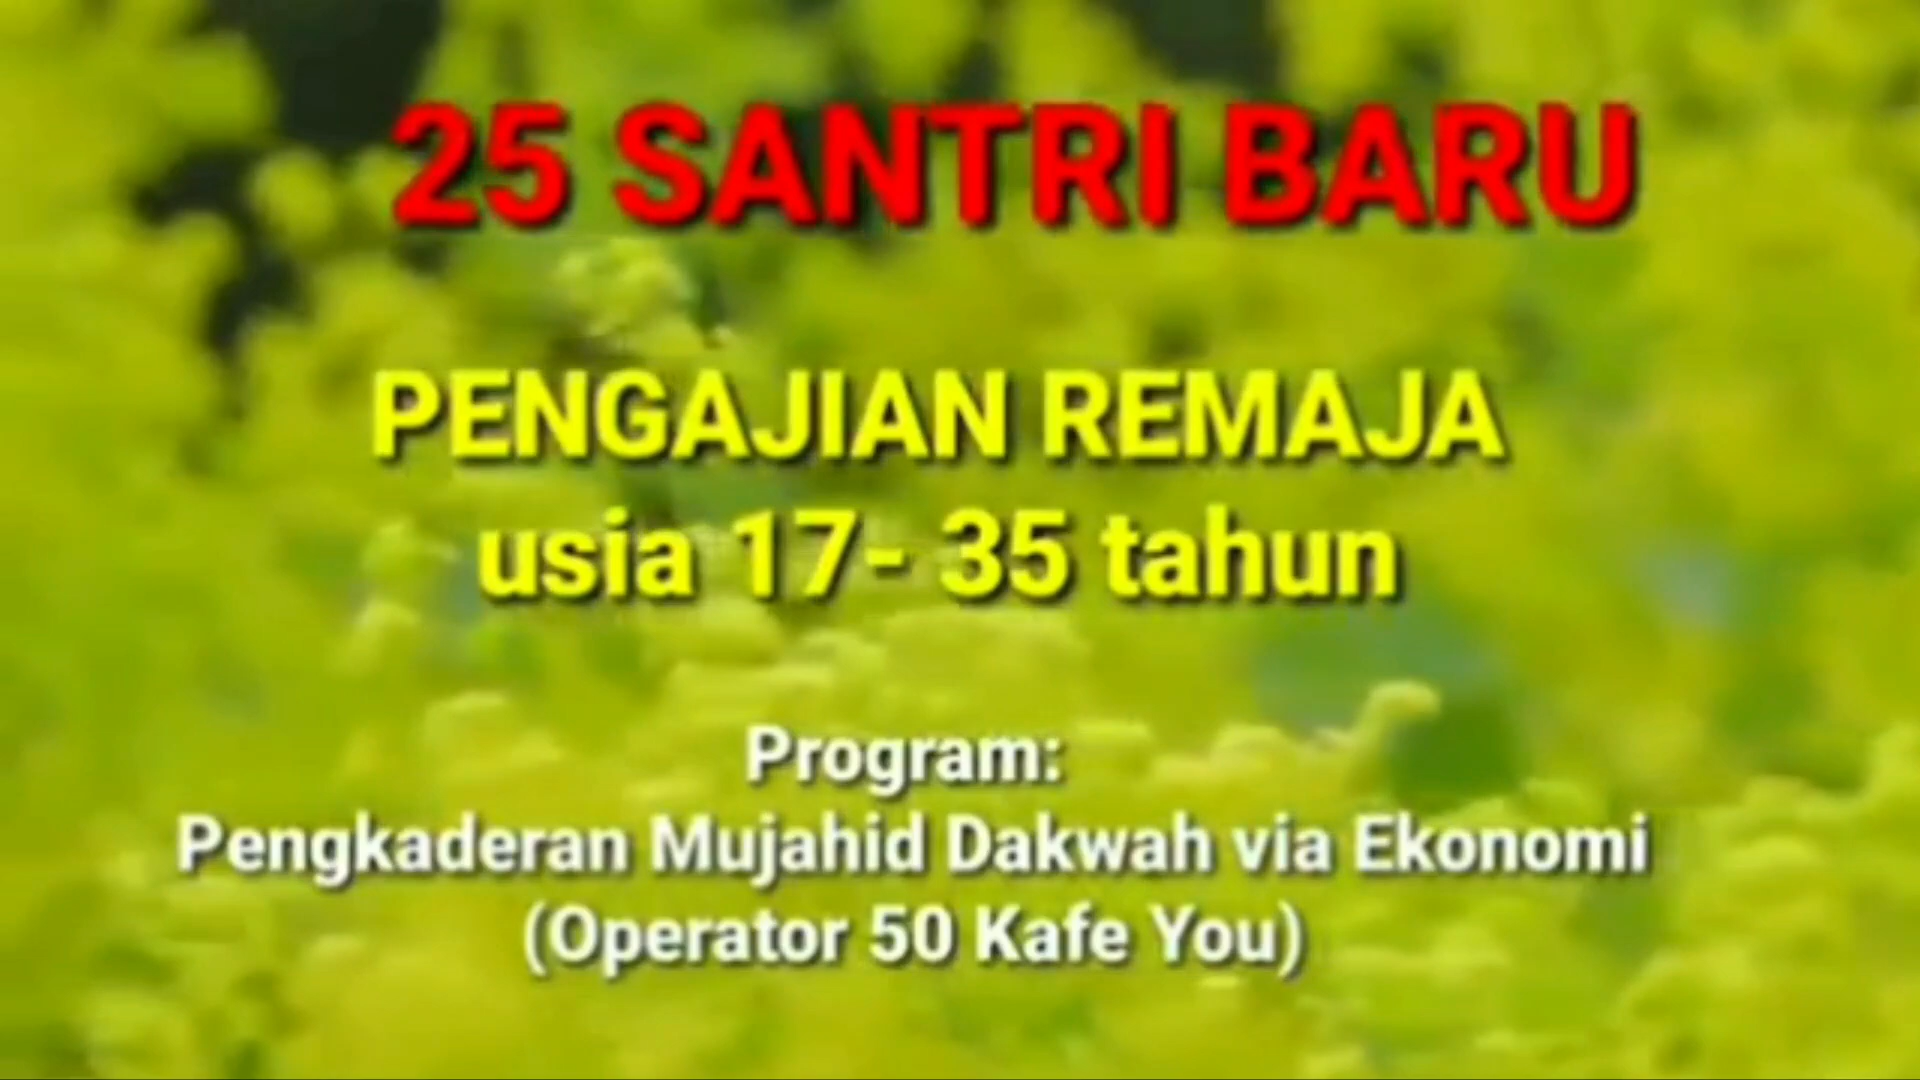 25 SANTRI BARU
PENGAJIAN REMAJA
usia 17- 35 tahun
Program:
Pengkaderan Mujahid Dakwah via Ekonomi
(Operator 50 Kafe You)